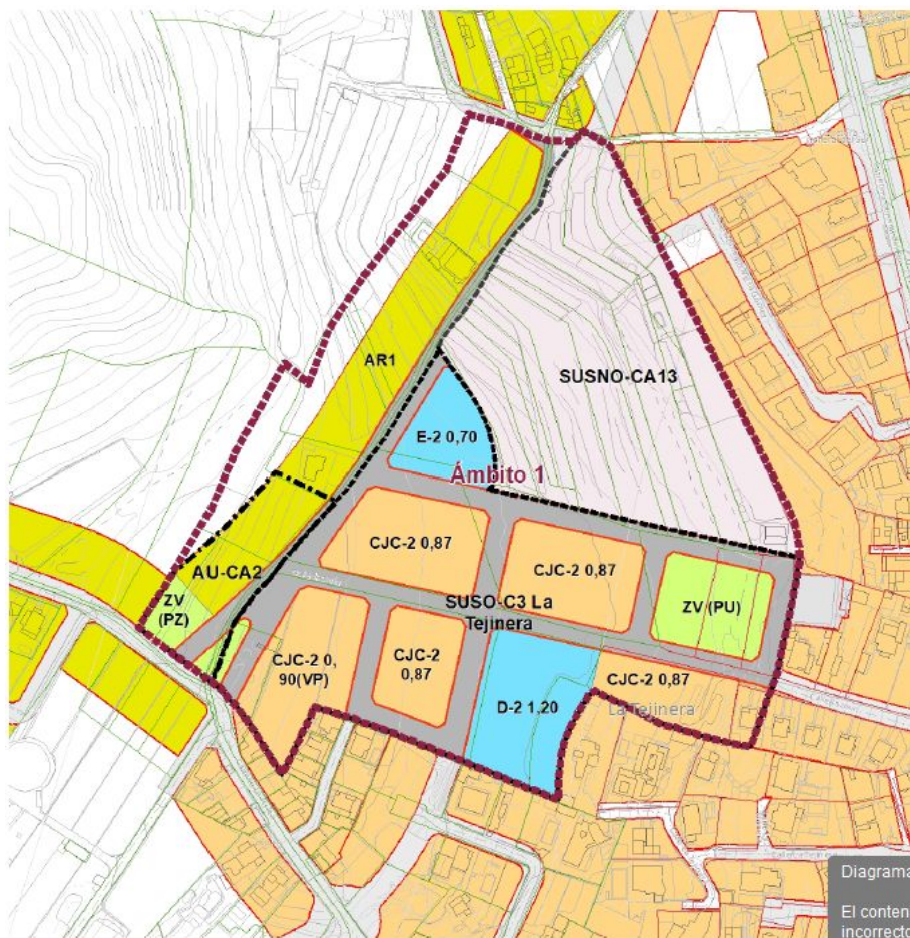 AR1
SUSNO-CA13
E-2 0,70
Ámbito 1
CJC-2 0,87
CJC-2 0,87
AU-CA2
ZV
(PZ)
SUSO-C3 La
Tejinera
ZV (PU)
CJC-2 0,
90(VP)
CJC-2
0,87
CJC-2 0,87
D-2 1,20
La Tejinera
Diagrama
El conten
incorrecto